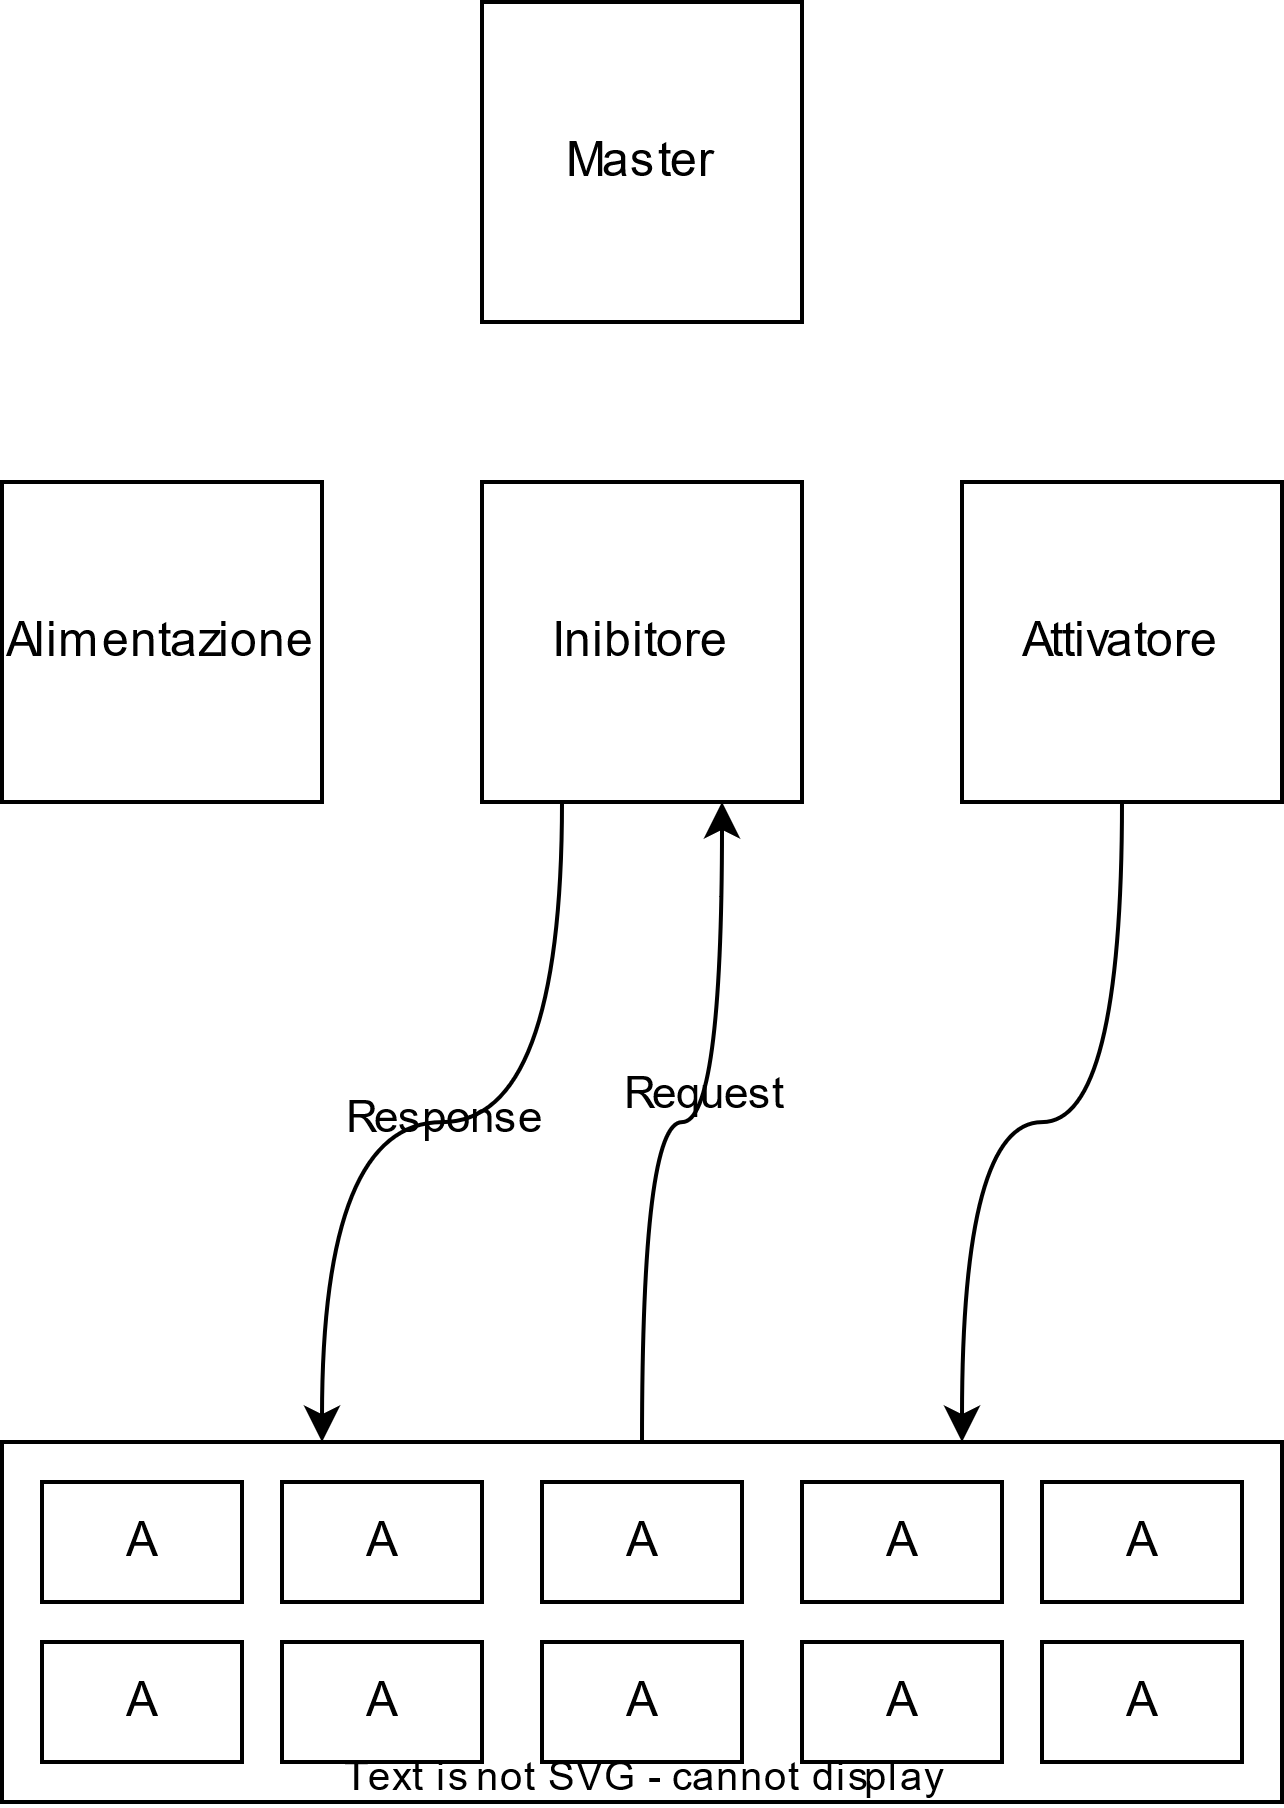 Master
Alimentazione
Inibitore
Attivatore
Response
Request
A
A
A
A
A
A
A
A
A
A
Text is not SVG - cannot display